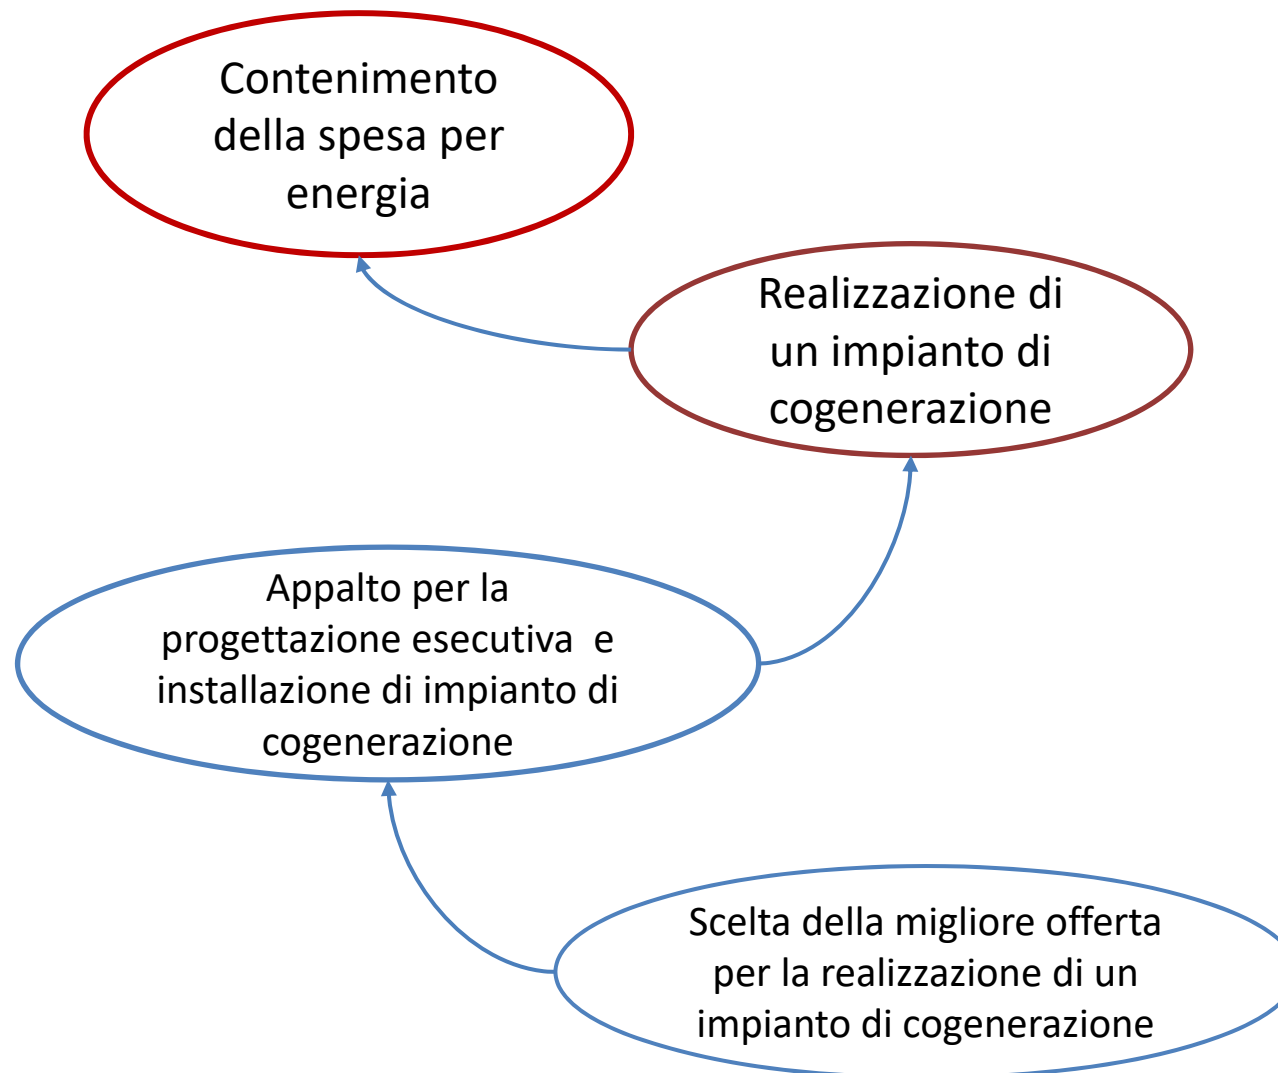 Contenimento
della spesa per
energia
Realizzazione di
un impianto di
cogenerazione
Appalto per la
progettazione esecutiva  e
installazione di impianto di
cogenerazione
Scelta della migliore offerta
per la realizzazione di un
impianto di cogenerazione